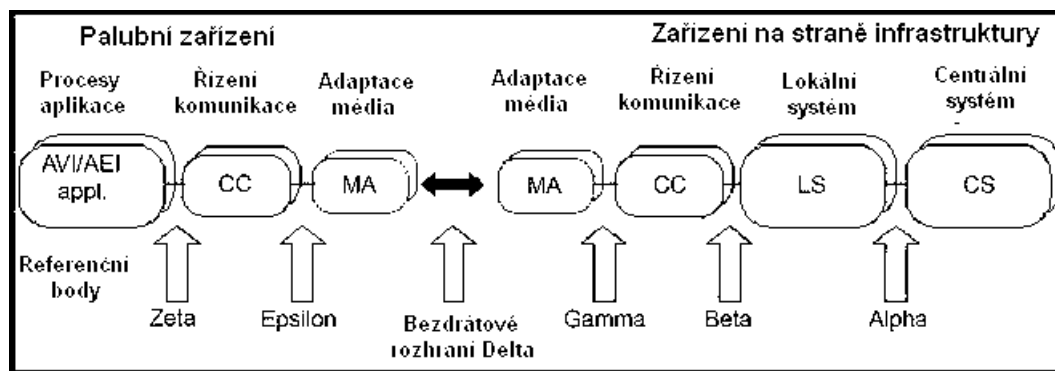 Palubní zařízení
Zařízení na straně infrastruktury
Procesy
aplikace
Řízení
komunikace
Adaptace
média
Adaptace
média
Řízení
komunikace
Lokální
systém
Centrální
systém
AVI/AEI
appl.
CC
MA
MA
CC
LS
CS
Referenční
body
Zeta
Epsilon
Bezdrátové
rozhraní Delta
Gamma
Beta
Alpha